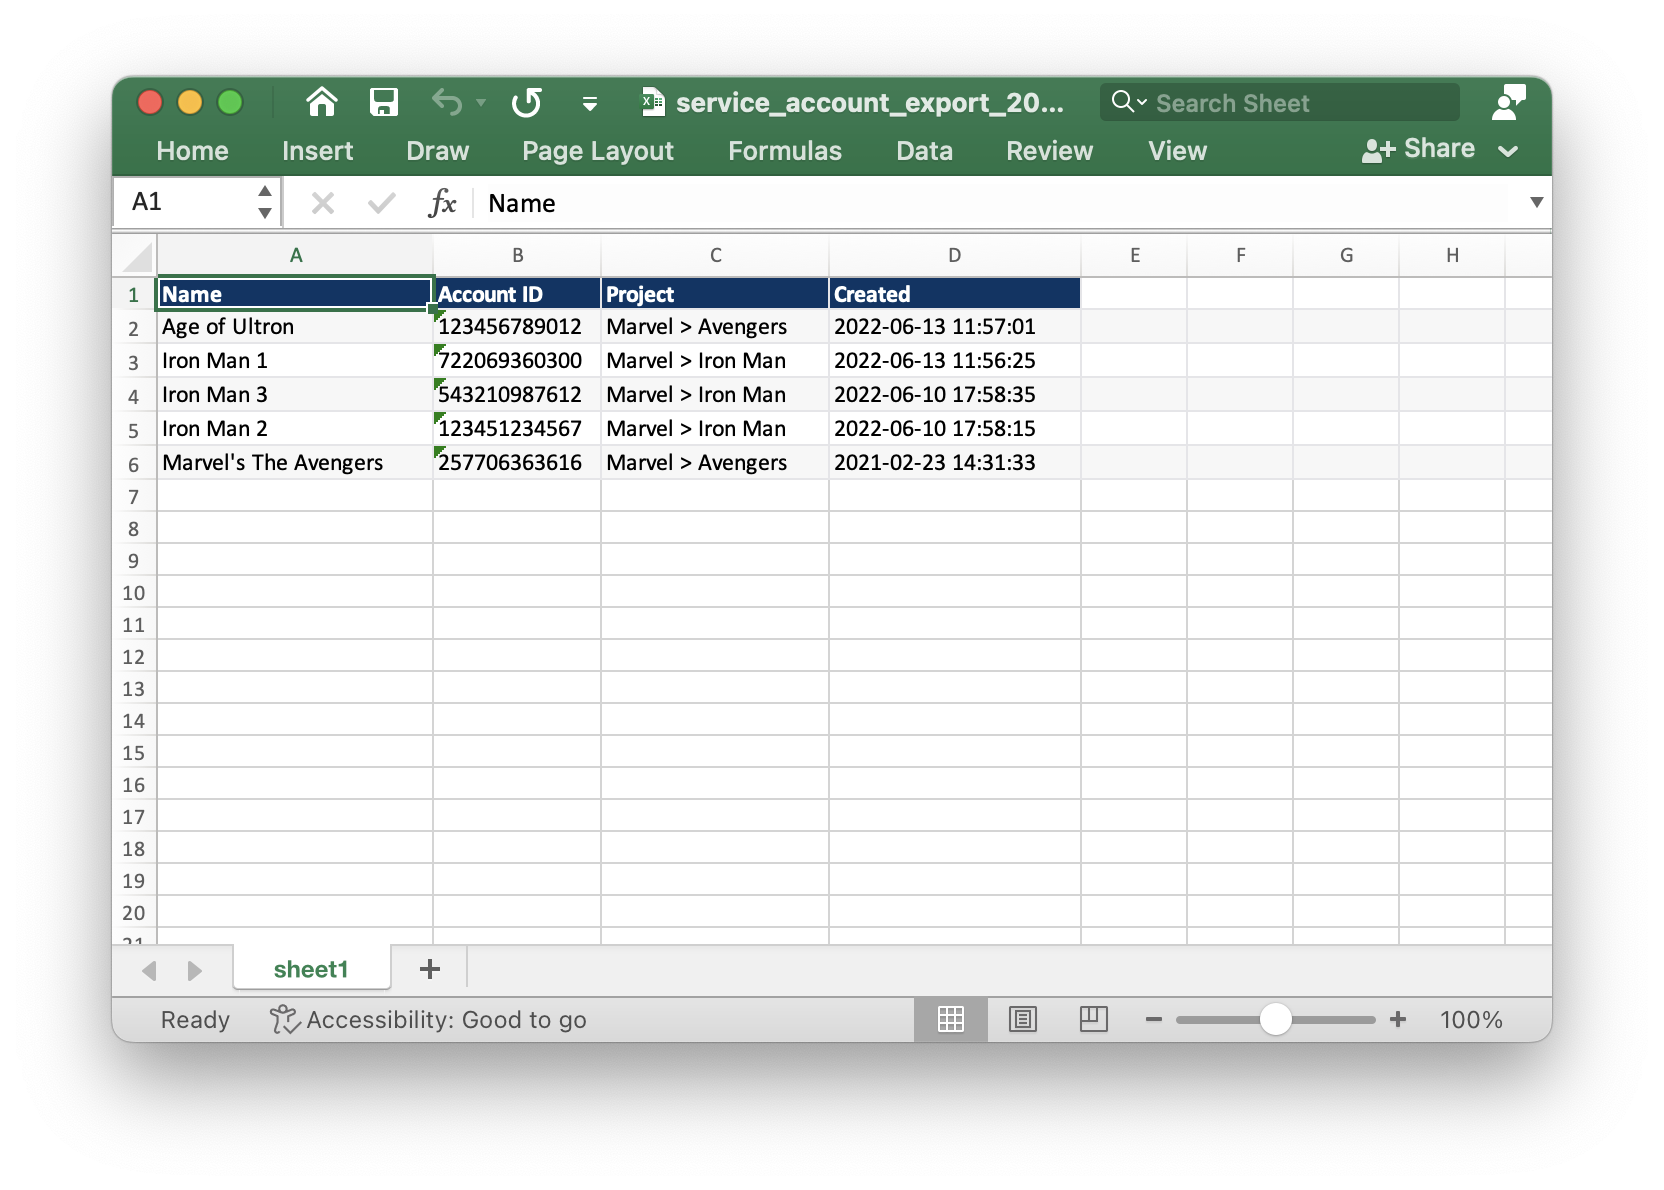 service_account_export_20...
Search Sheet
Home Insert Draw Page Layout Formulas Data Review View Share
A1 fx Name
A B C D E F G H
1 Name Account ID Project Created
2 Age of Ultron 123456789012 Marvel > Avengers 2022-06-13 11:57:01
3 Iron Man 1 722069360300 Marvel > Iron Man 2022-06-13 11:56:25
4 Iron Man 3 543210987612 Marvel > Iron Man 2022-06-10 17:58:35
5 Iron Man 2 123451234567 Marvel > Iron Man 2022-06-10 17:58:15
6 Marvel's The Avengers 257706363616 Marvel > Avengers 2021-02-23 14:31:33
7
8
9
10
11
12
13
14
15
16
17
18
19
20
21
sheet1
Ready Accessibility: Good to go 100%